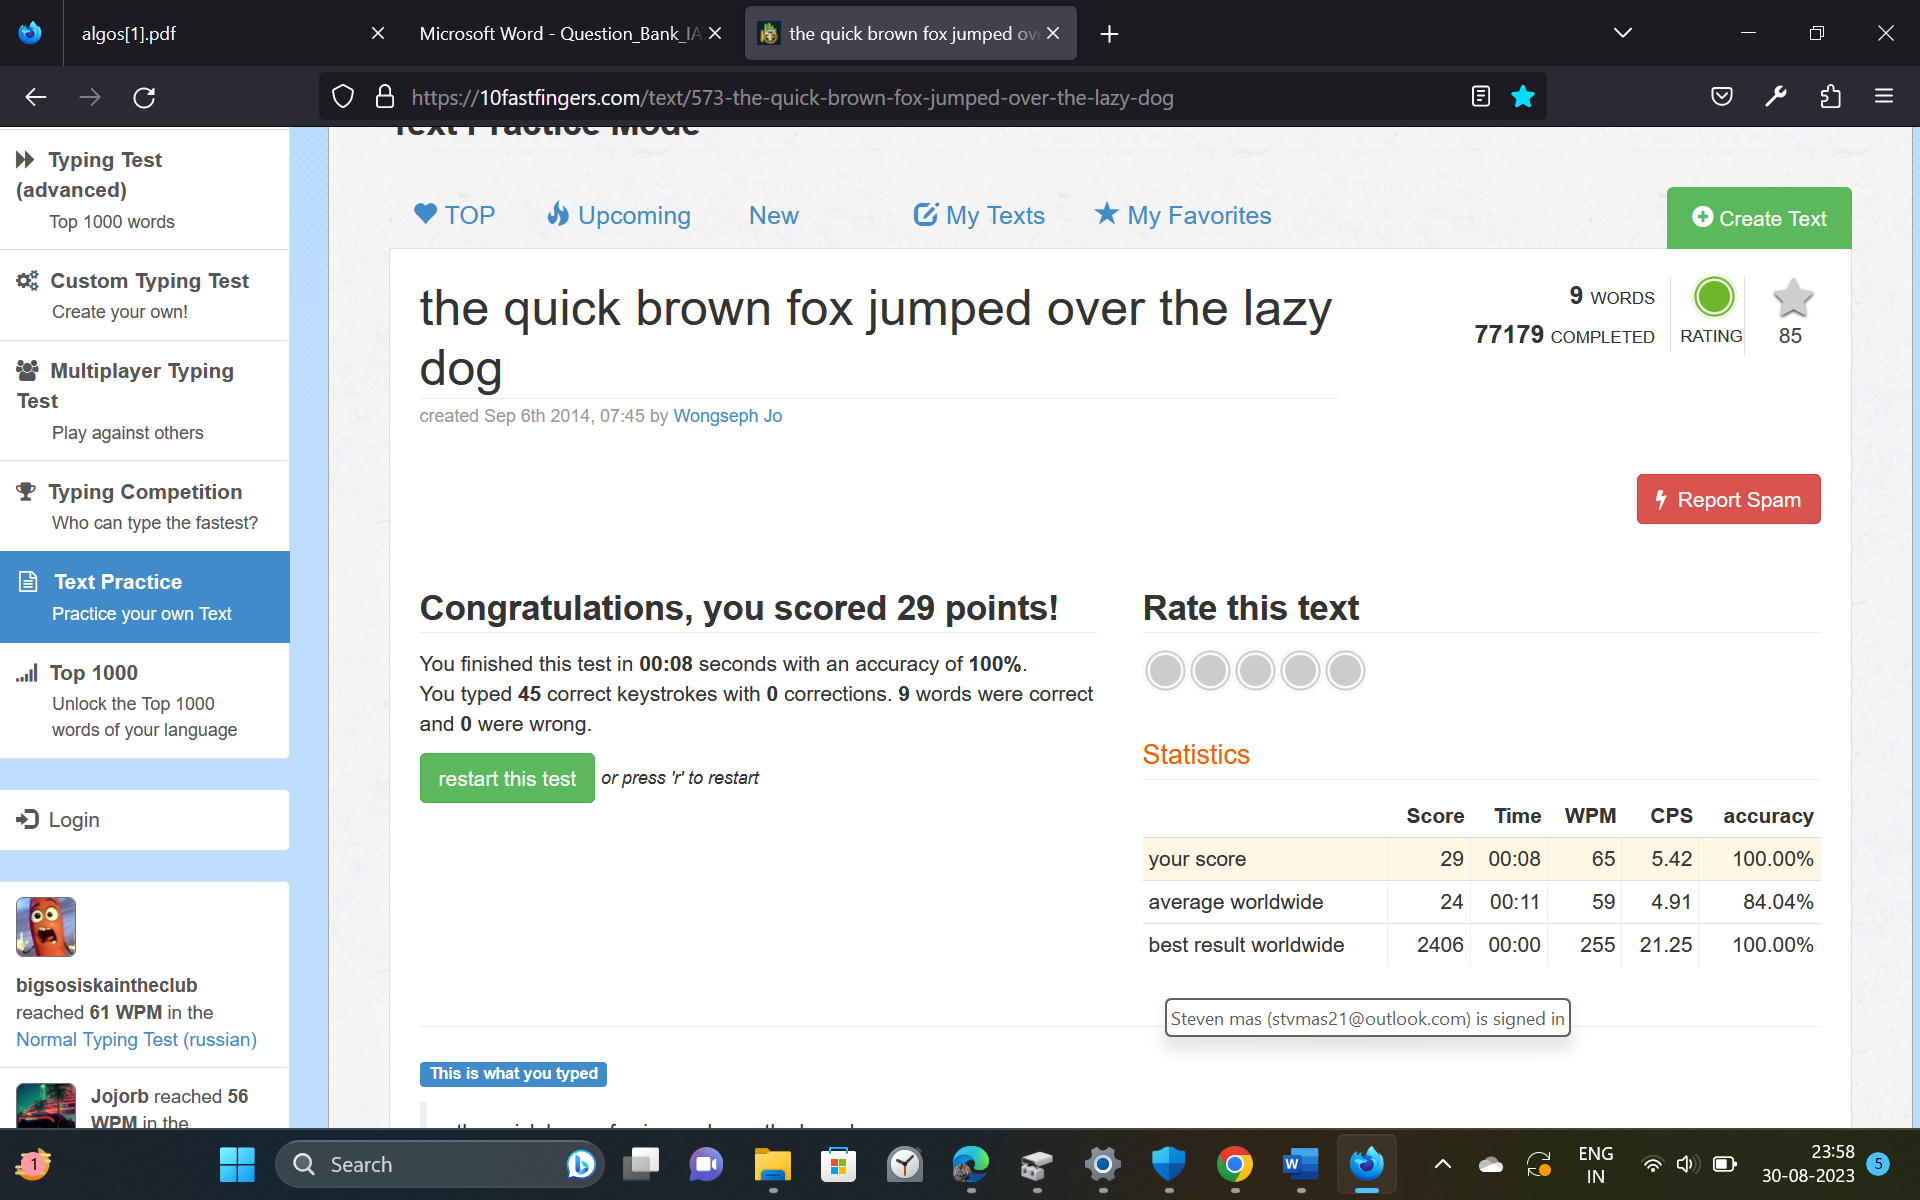 algos[1].pdf
Microsoft Word - Question_Bank_IA
the quick brown fox jumped ov
https://10fastfingers.com/text/573-the-quick-brown-fox-jumped-over-the-lazy-dog
Text Practice Mode
Typing Test
(advanced)
Top 1000 words
Custom Typing Test
Create your own!
Multiplayer Typing
Test
Play against others
Typing Competition
Who can type the fastest?
Text Practice
Practice your own Text
Top 1000
Unlock the Top 1000
words of your language
Login
bigsosiskaintheclub
reached 61 WPM in the
Normal Typing Test (russian)
Jojorb reached 56
WPM in the
TOP
Upcoming
New
My Texts
My Favorites
Create Text
the quick brown fox jumped over the lazy
dog
created Sep 6th 2014, 07:45 by Wongseph Jo
9 WORDS
77179 COMPLETED
RATING
85
Report Spam
Congratulations, you scored 29 points!
You finished this test in 00:08 seconds with an accuracy of 100%.
You typed 45 correct keystrokes with 0 corrections. 9 words were correct
and 0 were wrong.
restart this test or press 'r' to restart
Rate this text
Statistics
Score Time WPM CPS accuracy
your score 29 00:08 65 5.42 100.00%
average worldwide 24 00:11 59 4.91 84.04%
best result worldwide 2406 00:00 255 21.25 100.00%
Steven mas (stvmas21@outlook.com) is signed in
This is what you typed
1
Search
W
ENG
IN
23:58
30-08-2023
5